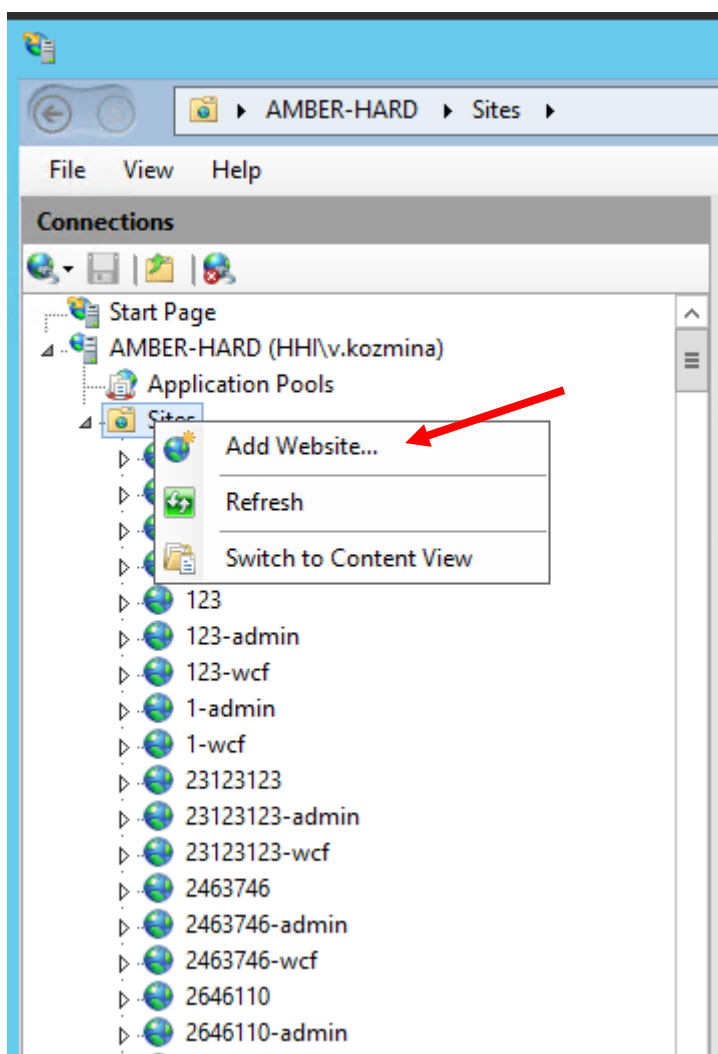 AMBER-HARD Sites
File View Help
Connections
Start Page
AMBER-HARD (HHI\v.kozmina)
Application Pools
Sites
Add Website...
Refresh
Switch to Content View
123
123-admin
123-wcf
1-admin
1-wcf
23123123
23123123-admin
23123123-wcf
2463746
2463746-admin
2463746-wcf
2646110
2646110-admin